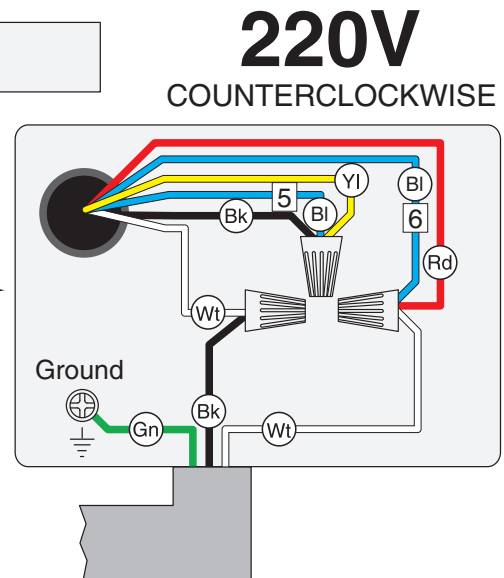 220V
COUNTERCLOCKWISE
5
Yl
Bl
Bk
Bl
6
Rd
Wt
Ground
Bk
Gn
Wt